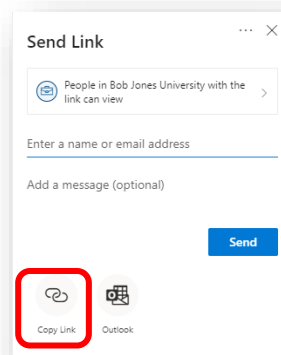 Send Link
People in Bob Jones University with the
link can view
Enter a name or email address
Add a message (optional)
Send
Copy Link
Outlook